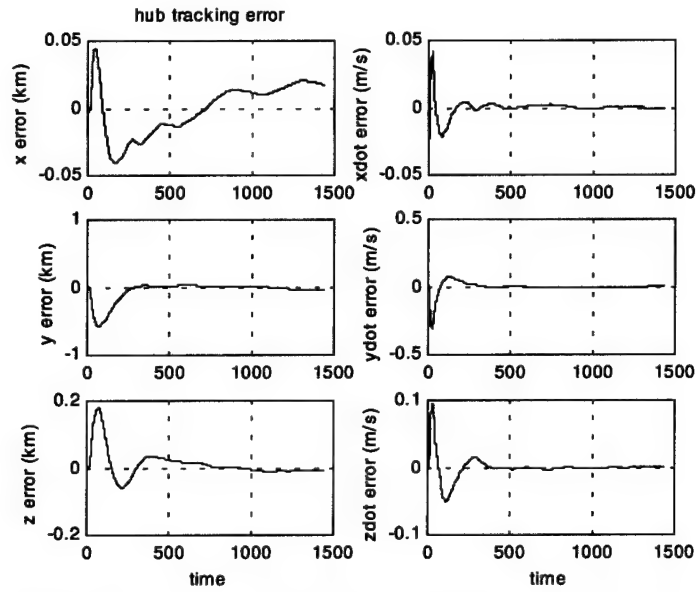 hub tracking error
0.05
0
-0.05
x error (km)
0 500 1000 1500
0.05
0
-0.05
xdot error (m/s)
0 500 1000 1500
1
0
-1
y error (km)
0 500 1000 1500
0.5
0
-0.5
ydot error (m/s)
0 500 1000 1500
0.2
0
-0.2
z error (km)
0 500 1000 1500
time
0.1
0
-0.1
zdot error (m/s)
0 500 1000 1500
time